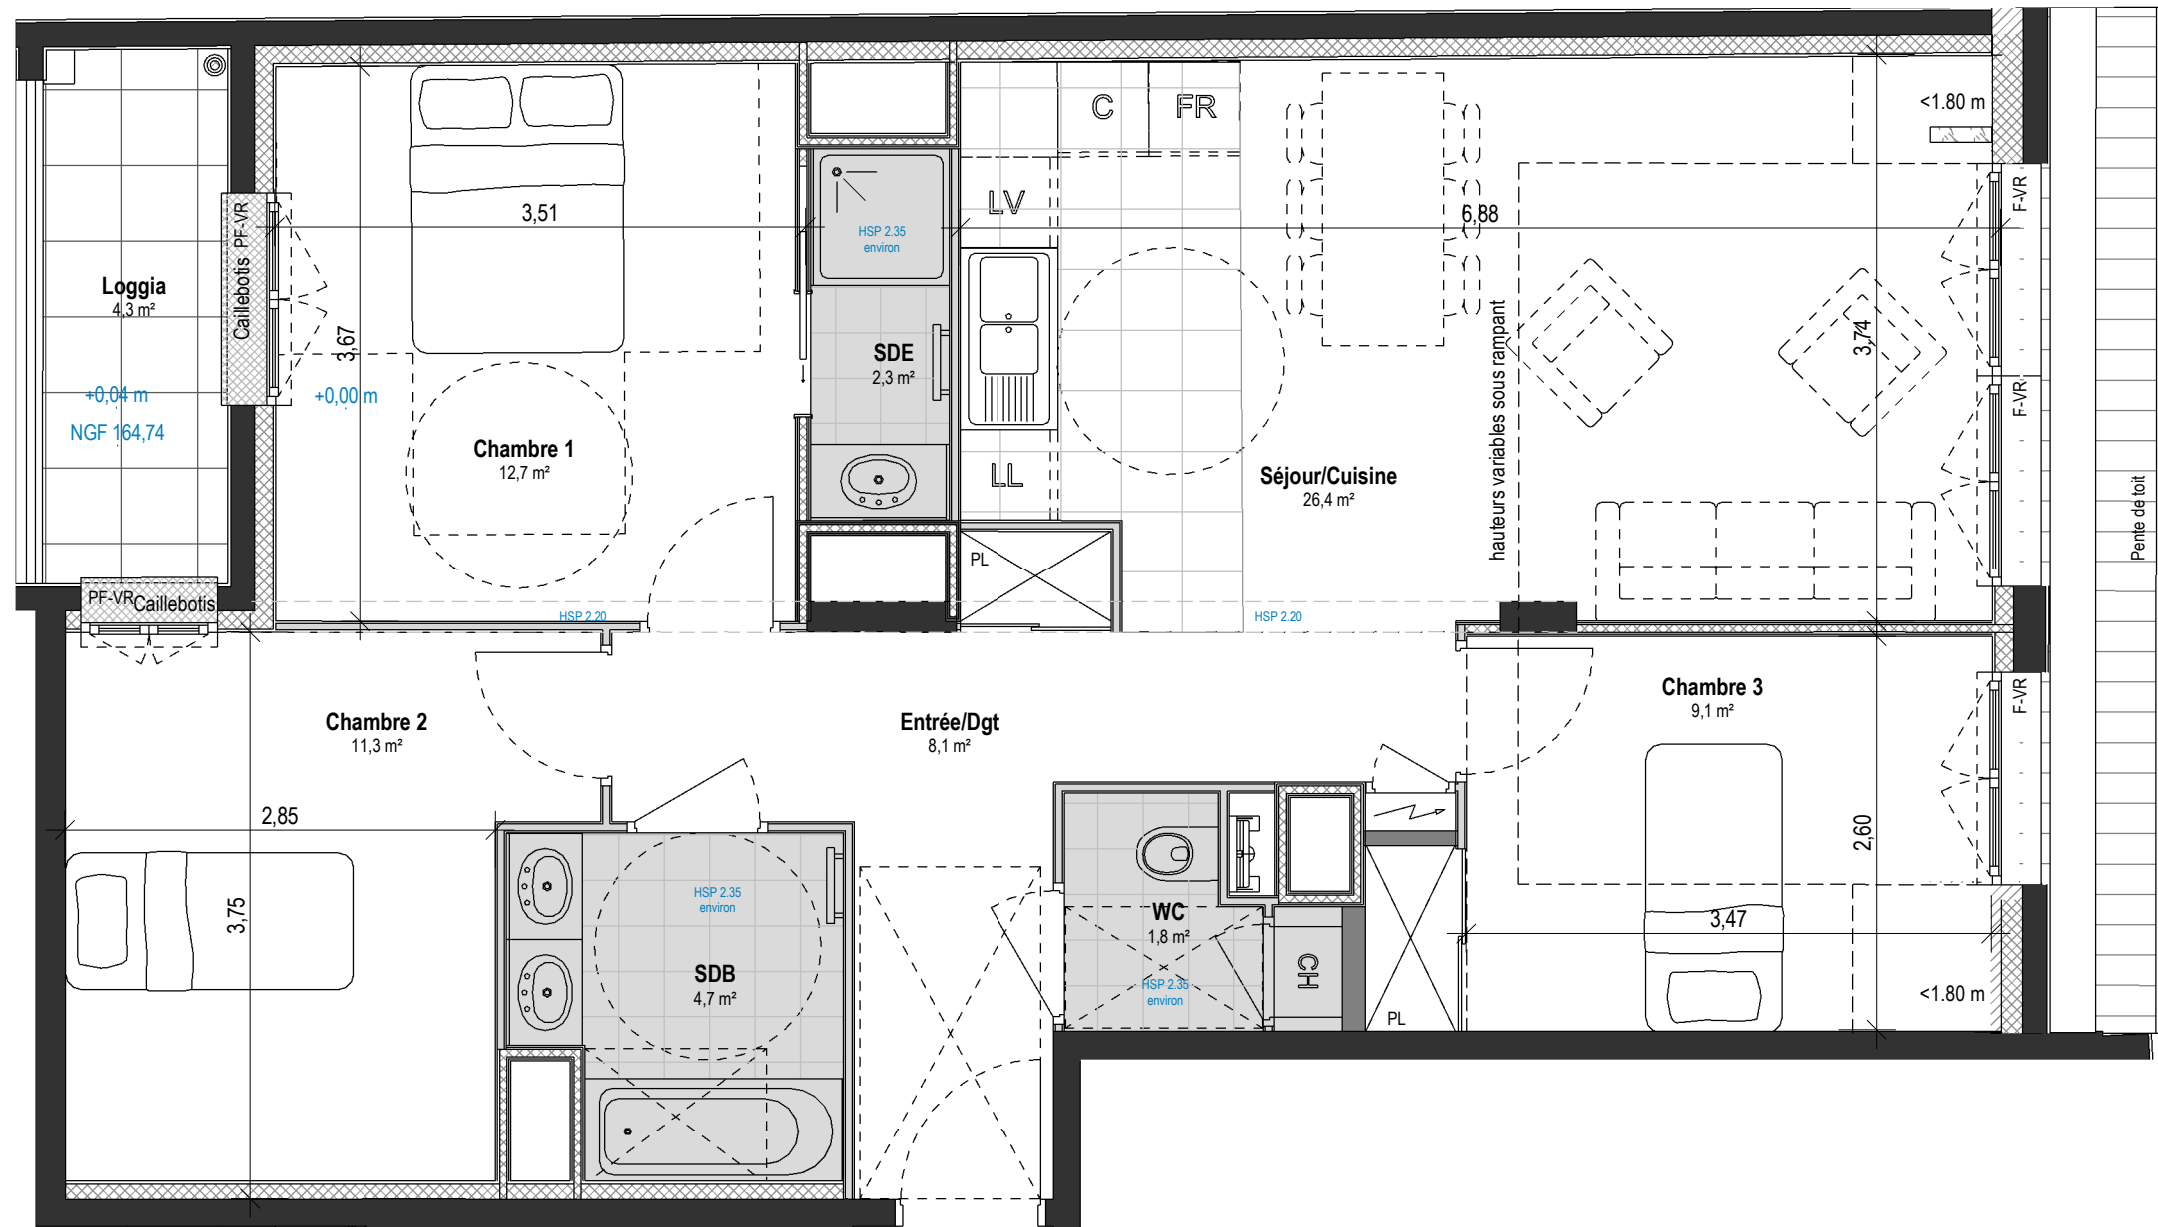 <1.80 m
C
FR
F-VR
PF-VR
LV
3,51
6,88
HSP 2.35
environ
Loggia
4,3 m²
Caillebotis
3,67
3,74
hauteurs variables sous rampant
SDE
2,3 m²
+0,04 m
+0,00 m
F-VR
NGF 164,74
Chambre 1
12,7 m²
LL
Séjour/Cuisine
26,4 m²
Pente de toit
PL
PF-VR
Caillebotis
HSP 2.20
HSP 2.20
Chambre 3
9,1 m²
F-VR
Chambre 2
11,3 m²
Entrée/Dgt
8,1 m²
2,85
2,60
HSP 2.35
environ
3,75
WC
1,8 m²
3,47
SDB
4,7 m²
CH
HSP 2.35
environ
<1.80 m
PL